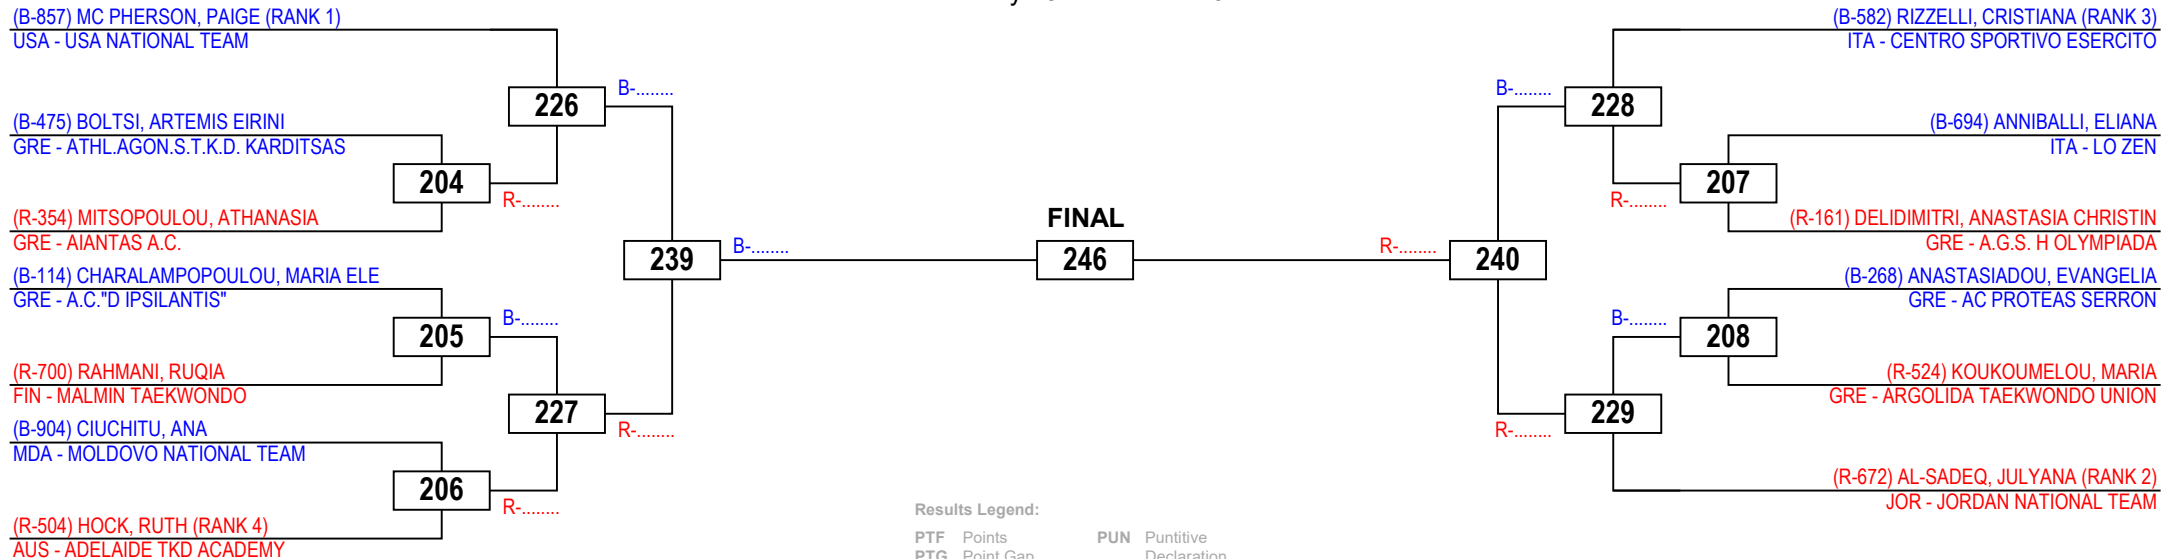 (B-857) MC PHERSON, PAIGE (RANK 1)
USA - USA NATIONAL TEAM
(B-475) BOLTSI, ARTEMIS EIRINI
GRE - ATHL.AGON.S.T.K.D. KARDITSAS
(R-354) MITSOPOULOU, ATHANASIA
GRE - AIANTAS A.C.
(B-114) CHARALAMPOPOULOU, MARIA ELE
GRE - A.C."D IPSILANTIS"
(R-700) RAHMANI, RUQIA
FIN - MALMIN TAEKWONDO
(B-904) CIUCHITU, ANA
MDA - MOLDOVO NATIONAL TEAM
(R-504) HOCK, RUTH (RANK 4)
AUS - ADELAIDE TKD ACADEMY
204
205
206
R-........
B-........
R-........
226
227
B-........
R-........
239
B-........
FINAL
246
R-........
240
B-........
R-........
228
229
R-........
B-........
207
208
(B-582) RIZZELLI, CRISTIANA (RANK 3)
ITA - CENTRO SPORTIVO ESERCITO
(B-694) ANNIBALLI, ELIANA
ITA - LO ZEN
(R-161) DELIDIMITRI, ANASTASIA CHRISTIN
GRE - A.G.S. H OLYMPIADA
(B-268) ANASTASIADOU, EVANGELIA
GRE - AC PROTEAS SERRON
(R-524) KOUKOUMELOU, MARIA
GRE - ARGOLIDA TAEKWONDO UNION
(R-672) AL-SADEQ, JULYANA (RANK 2)
JOR - JORDAN NATIONAL TEAM
Results Legend:
PTF Points PUN Puntitive
PTG Point Gap Declaration